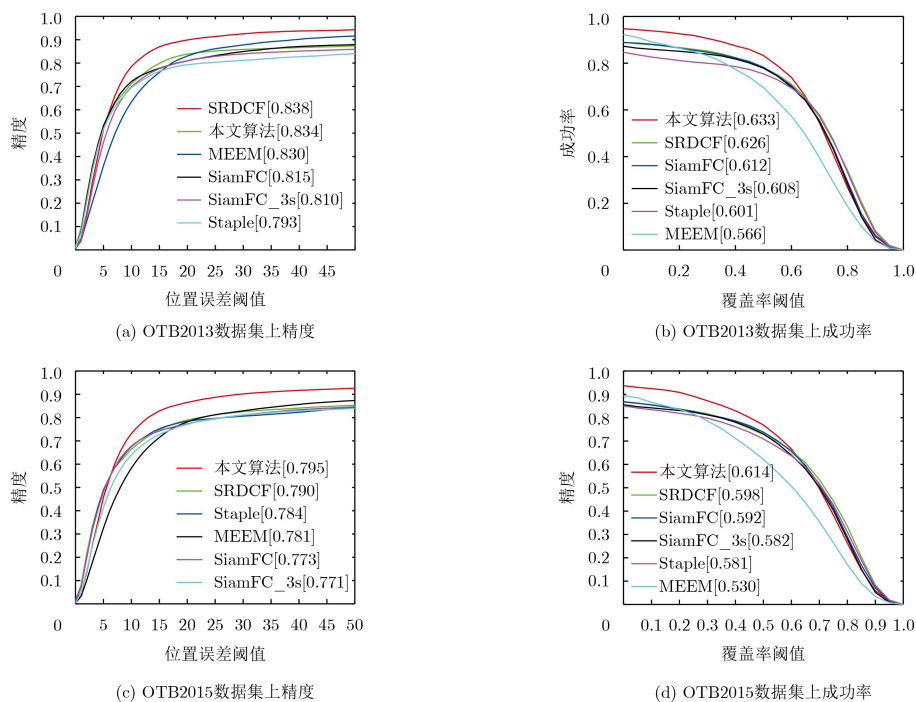 1.0
0.9
0.8
0.7
0.6
0.5
0.4
0.3
0.2
0.1
0
精度
SRDCF[0.838]
本文算法[0.834]
MEEM[0.830]
SiamFC[0.815]
SiamFC_3s[0.810]
Staple[0.793]
5 10 15 20 25 30 35 40 45
位置误差阈值
(a) OTB2013数据集上精度
1.0
0.8
0.6
0.4
0.2
0
成功率
本文算法[0.633]
SRDCF[0.626]
SiamFC[0.612]
SiamFC_3s[0.608]
Staple[0.601]
MEEM[0.566]
0.2 0.4 0.6 0.8 1.0
覆盖率阈值
(b) OTB2013数据集上成功率
1.0
0.9
0.8
0.7
0.6
0.5
0.4
0.3
0.2
0.1
0
精度
本文算法[0.795]
SRDCF[0.790]
Staple[0.784]
MEEM[0.781]
SiamFC[0.773]
SiamFC_3s[0.771]
5 10 15 20 25 30 35 40 45 50
位置误差阈值
(c) OTB2015数据集上精度
1.0
0.9
0.8
0.7
0.6
0.5
0.4
0.3
0.2
0.1
0
精度
本文算法[0.614]
SRDCF[0.598]
SiamFC[0.592]
SiamFC_3s[0.582]
Staple[0.581]
MEEM[0.530]
0.1 0.2 0.3 0.4 0.5 0.6 0.7 0.8 0.9 1.0
覆盖率阈值
(d) OTB2015数据集上成功率